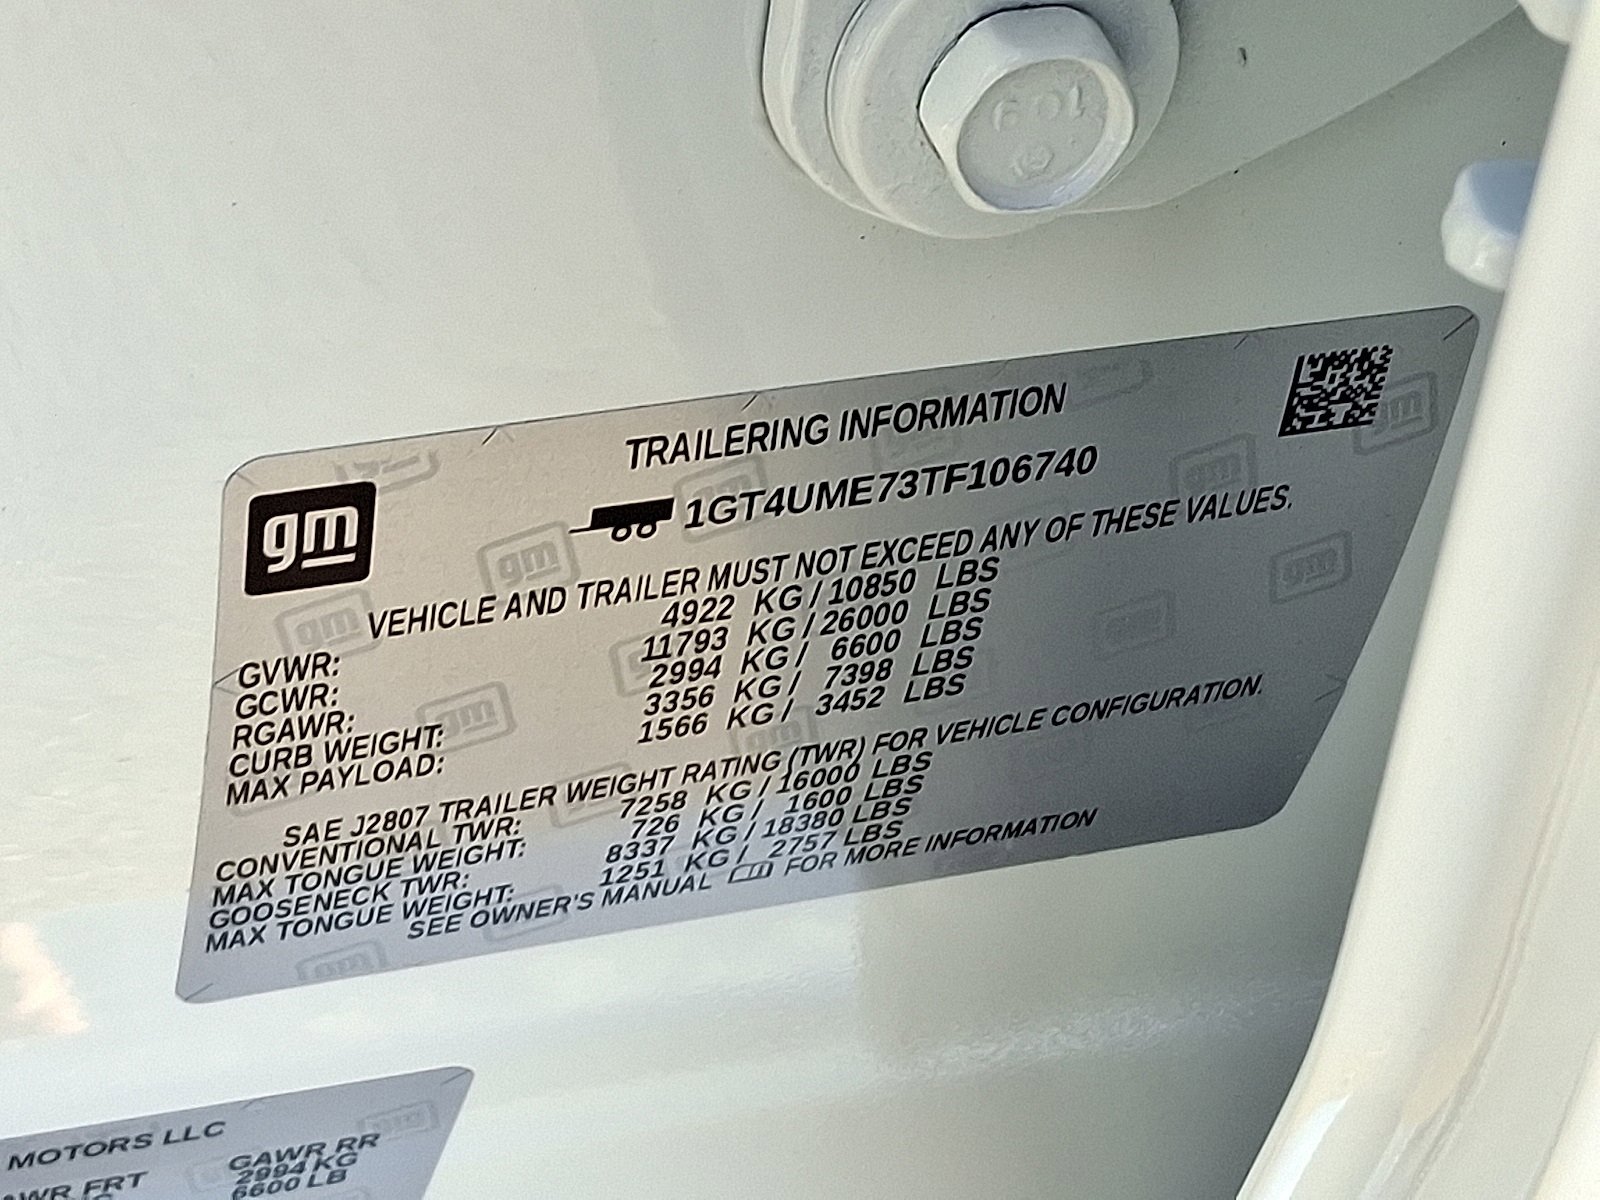 601
TRAILERING INFORMATION
gm
1GT4UME73TF106740
VEHICLE AND TRAILER MUST NOT EXCEED ANY OF THESE VALUES.
GVWR: 4922 KG / 10850 LBS
GCWR: 11793 KG / 26000 LBS
RGAWR: 2994 KG / 6600 LBS
CURB WEIGHT: 3356 KG / 7398 LBS
MAX PAYLOAD: 1566 KG / 3452 LBS
SAE J2807 TRAILER WEIGHT RATING (TWR) FOR VEHICLE CONFIGURATION.
CONVENTIONAL TWR: 7258 KG / 16000 LBS
MAX TONGUE WEIGHT: 726 KG / 1600 LBS
GOOSENECK TWR: 8337 KG / 18380 LBS
MAX TONGUE WEIGHT: 1251 KG / 2757 LBS
SEE OWNER'S MANUAL FOR MORE INFORMATION
MOTORS LLC
FRT GAWR RR
2994 KG
6600 LB